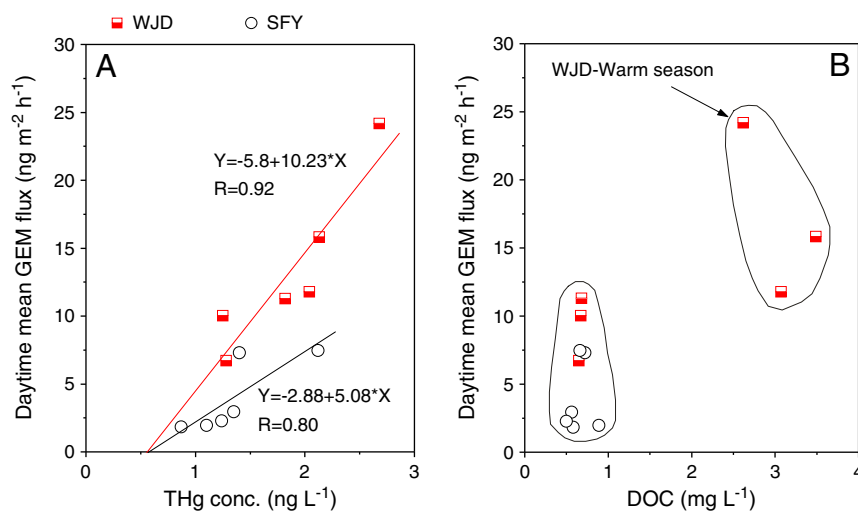 WJD SFY
A
Daytime mean GEM flux (ng m⁻² h⁻¹)
30
25
20
15
10
5
0
Y=-5.8+10.23*X
R=0.92
Y=-2.88+5.08*X
R=0.80
0 1 2 3
THg conc. (ng L⁻¹)
B
WJD-Warm season
Daytime mean GEM flux (ng m⁻² h⁻¹)
30
25
20
15
10
5
0
0 1 2 3 4
DOC (mg L⁻¹)